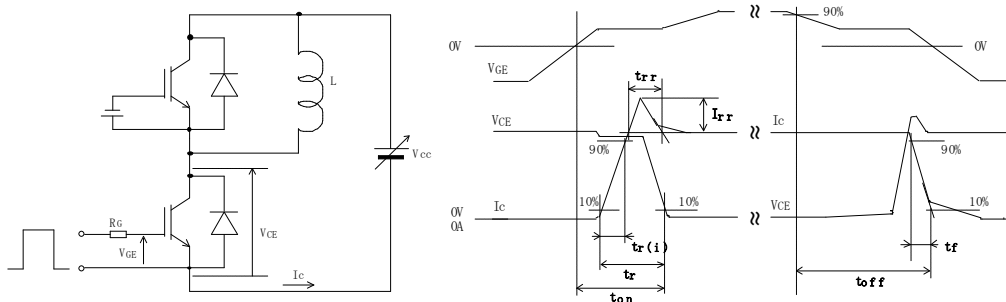 L
Vcc
RG
VGE
VCE
Ic
0V
VGE
VCE
0V
0A
Ic
trr
Irr
90%
10%
10%
tr(i)
tr
ton
90%
0V
Ic
90%
VCE
10%
tf
toff